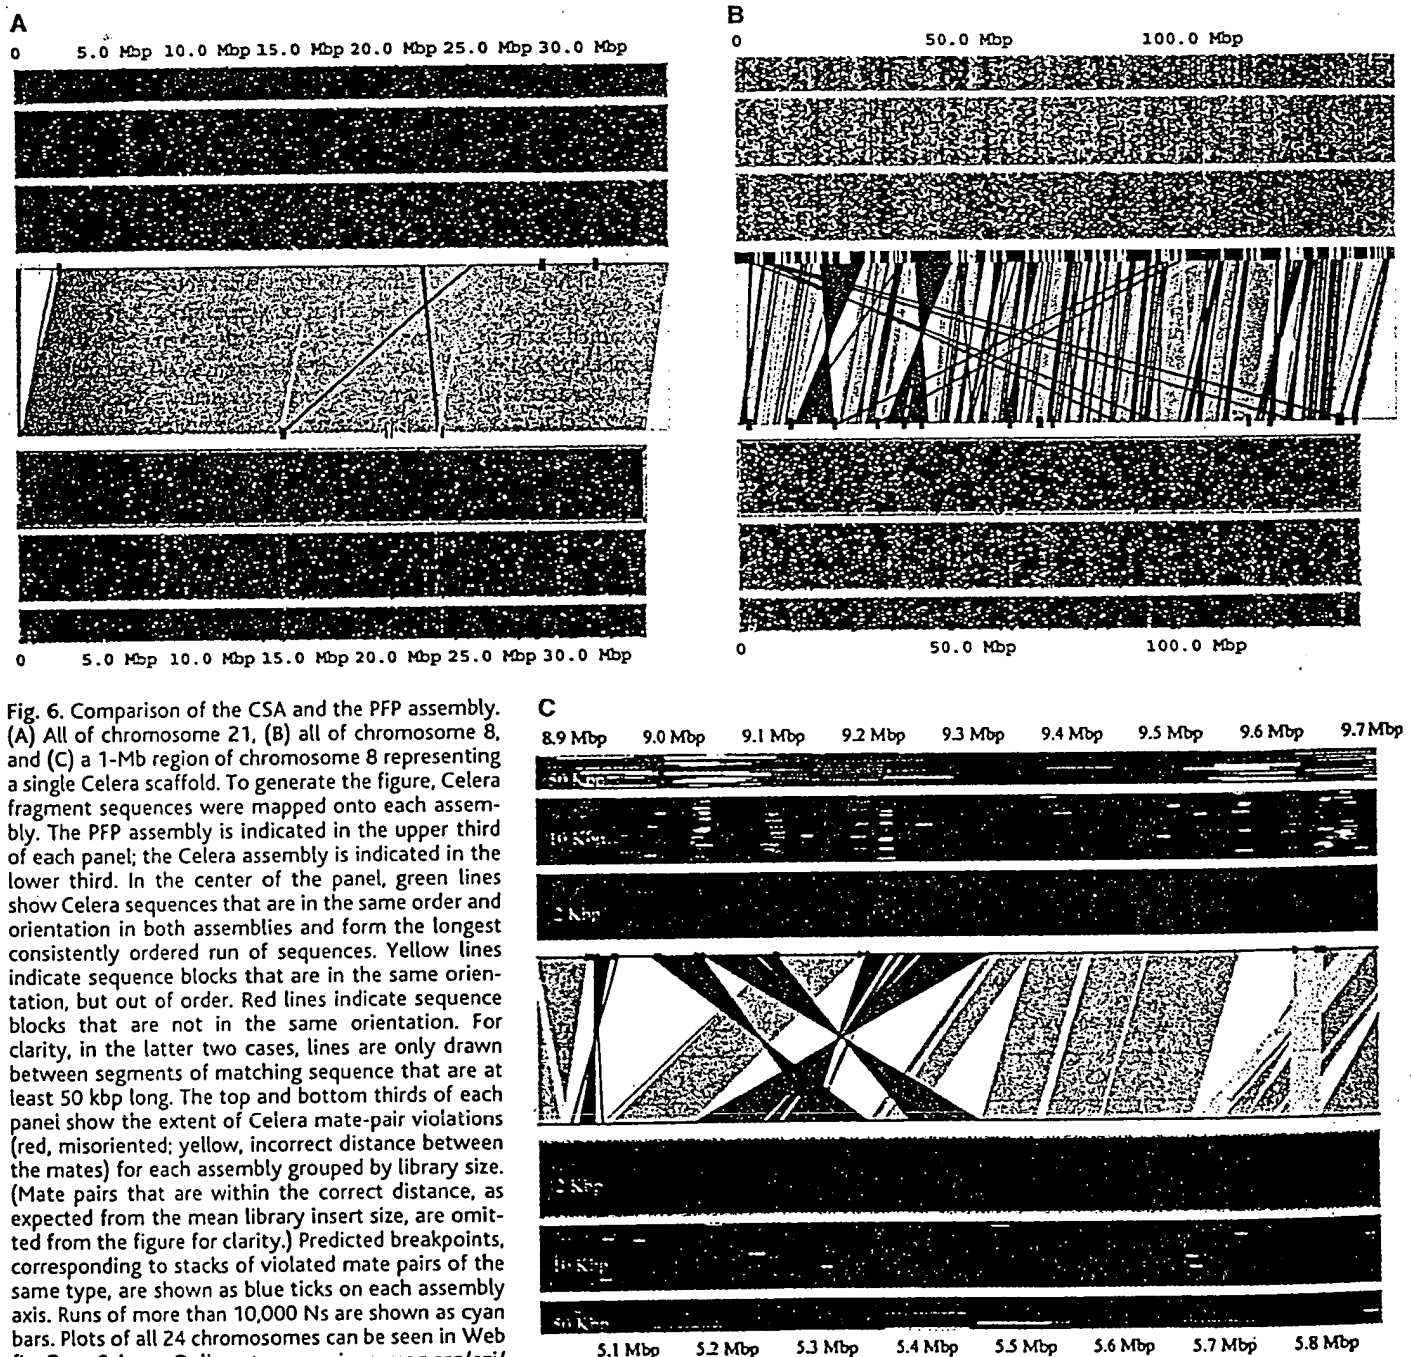 A
0 5.0 Mbp 10.0 Mbp 15.0 Mbp 20.0 Mbp 25.0 Mbp 30.0 Mbp
0 5.0 Mbp 10.0 Mbp 15.0 Mbp 20.0 Mbp 25.0 Mbp 30.0 Mbp
B
0 50.0 Mbp 100.0 Mbp
0 50.0 Mbp 100.0 Mbp
Fig. 6. Comparison of the CSA and the PFP assembly.
(A) All of chromosome 21, (B) all of chromosome 8,
and (C) a 1-Mb region of chromosome 8 representing
a single Celera scaffold. To generate the figure, Celera
fragment sequences were mapped onto each assem-
bly. The PFP assembly is indicated in the upper third
of each panel; the Celera assembly is indicated in the
lower third. In the center of the panel, green lines
show Celera sequences that are in the same order and
orientation in both assemblies and form the longest
consistently ordered run of sequences. Yellow lines
indicate sequence blocks that are in the same orien-
tation, but out of order. Red lines indicate sequence
blocks that are not in the same orientation. For
clarity, in the latter two cases, lines are only drawn
between segments of matching sequence that are at
least 50 kbp long. The top and bottom thirds of each
panel show the extent of Celera mate-pair violations
(red, misoriented; yellow, incorrect distance between
the mates) for each assembly grouped by library size.
(Mate pairs that are within the correct distance, as
expected from the mean library insert size, are omit-
ted from the figure for clarity.) Predicted breakpoints,
corresponding to stacks of violated mate pairs of the
same type, are shown as blue ticks on each assembly
axis. Runs of more than 10,000 Ns are shown as cyan
bars. Plots of all 24 chromosomes can be seen in Web
C
8.9 Mbp 9.0 Mbp 9.1 Mbp 9.2 Mbp 9.3 Mbp 9.4 Mbp 9.5 Mbp 9.6 Mbp 9.7 Mbp
50 Kbp
10 Kbp
2 Kbp
2 Kbp
10 Kbp
50 Kbp
5.1 Mbp 5.2 Mbp 5.3 Mbp 5.4 Mbp 5.5 Mbp 5.6 Mbp 5.7 Mbp 5.8 Mbp